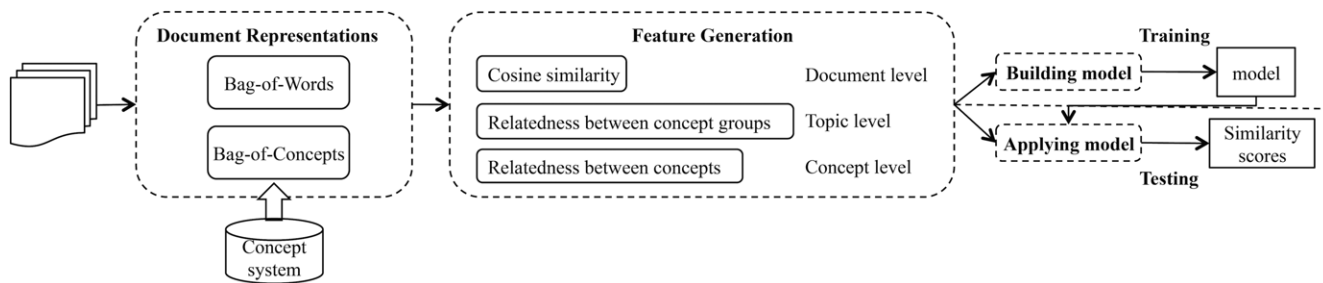 Document Representations
Bag-of-Words
Bag-of-Concepts
Concept
system
Feature Generation
Cosine similarity
Document level
Relatedness between concept groups
Topic level
Relatedness between concepts
Concept level
Training
Building model
model
Applying model
Similarity
scores
Testing